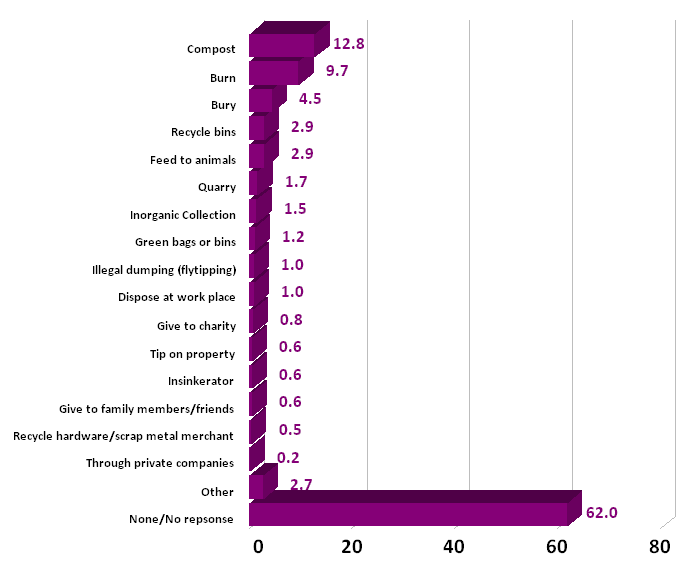 Compost 12.8
Burn 9.7
Bury 4.5
Recycle bins 2.9
Feed to animals 2.9
Quarry 1.7
Inorganic Collection 1.5
Green bags or bins 1.2
Illegal dumping (flytipping) 1.0
Dispose at work place 1.0
Give to charity 0.8
Tip on property 0.6
Insinkerator 0.6
Give to family members/friends 0.6
Recycle hardware/scrap metal merchant 0.5
Through private companies 0.2
Other 2.7
None/No repsonse 62.0
0 20 40 60 80